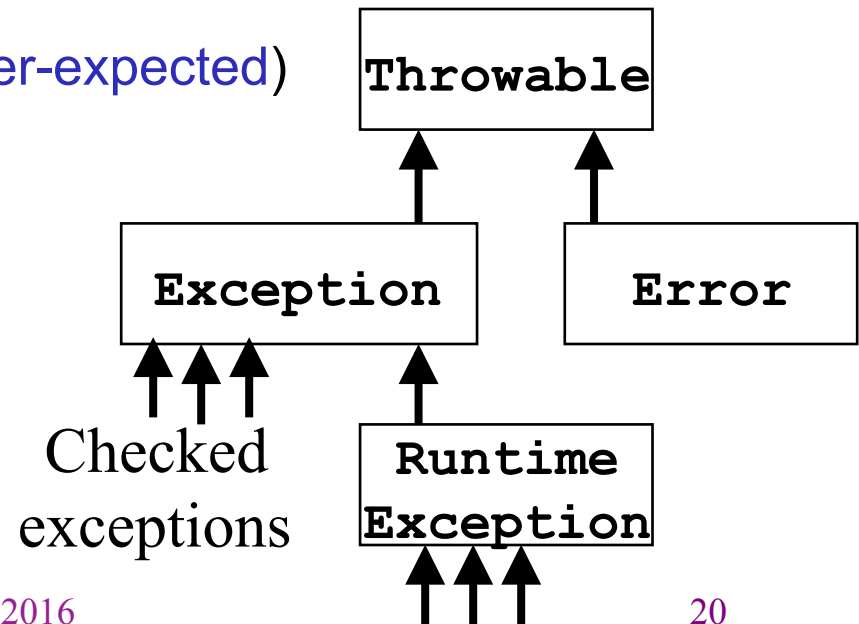 er-expected)
Throwable
Exception
Error
Checked
exceptions
Runtime
Exception
2016
20